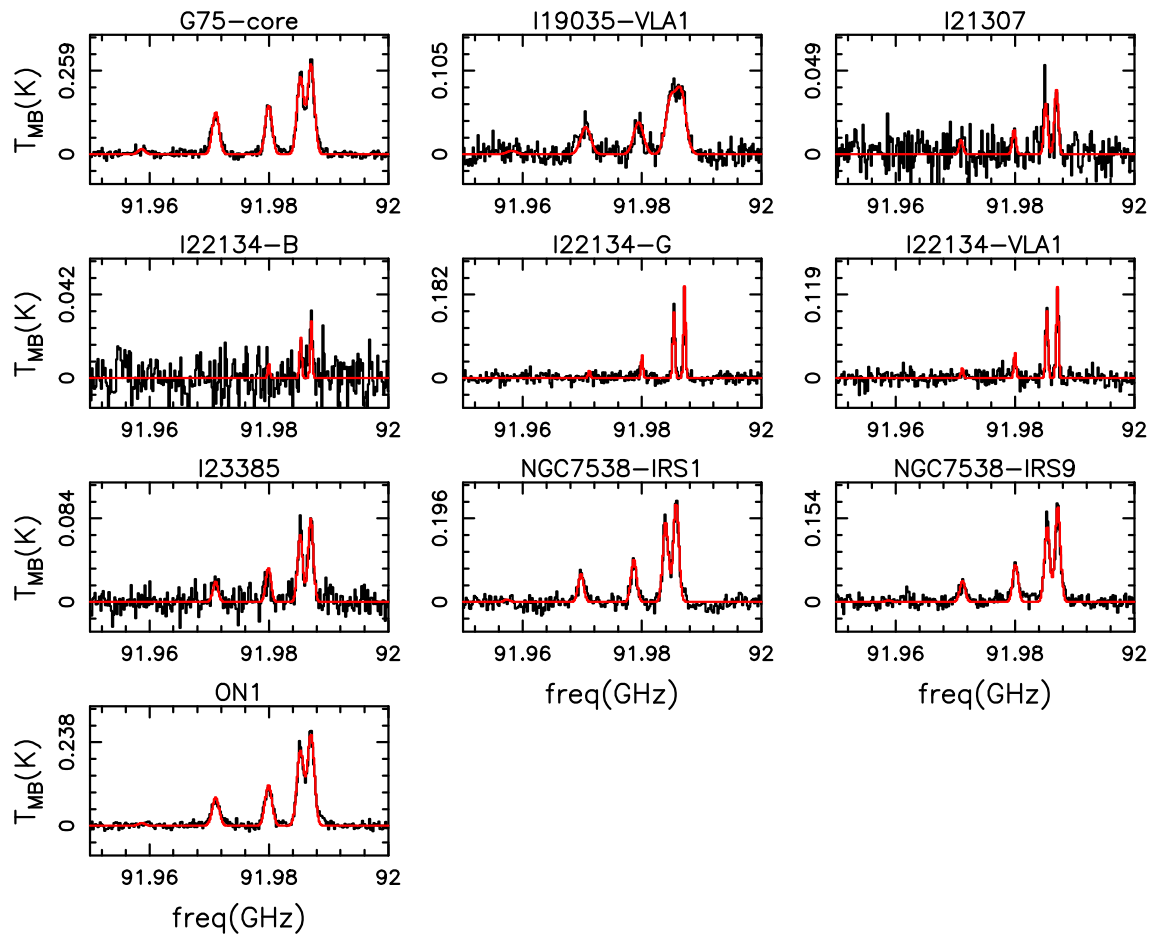 G75-core I19035-VLA1 I21307
T_MB(K) 0 0.259 0 0.105 0 0.049
91.96 91.98 92 91.96 91.98 92 91.96 91.98 92
I22134-B I22134-G I22134-VLA1
T_MB(K) 0 0.042 0 0.182 0 0.119
91.96 91.98 92 91.96 91.98 92 91.96 91.98 92
I23385 NGC7538-IRS1 NGC7538-IRS9
T_MB(K) 0 0.084 0 0.196 0 0.154
91.96 91.98 92 91.96 91.98 92 91.96 91.98 92
freq(GHz) freq(GHz)
ON1
T_MB(K) 0 0.238
91.96 91.98 92
freq(GHz)